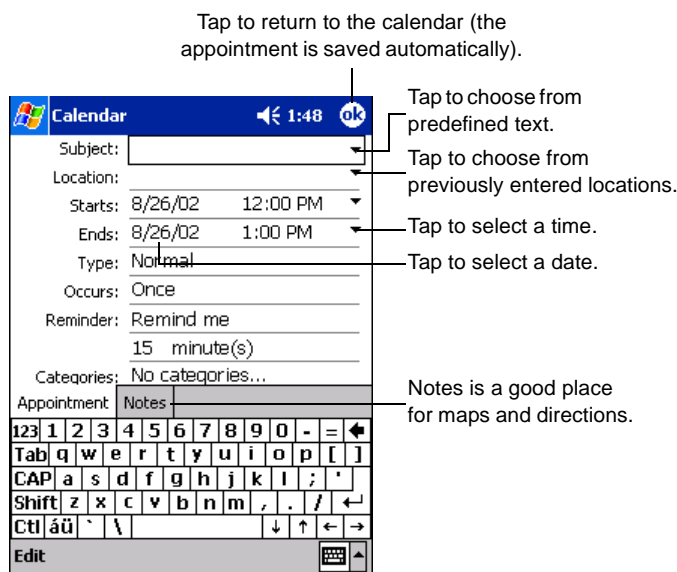 Tap to return to the calendar (the
appointment is saved automatically).
Calendar 1:48 ok
Tap to choose from
predefined text.
Subject:
Tap to choose from
previously entered locations.
Location:
Starts: 8/26/02 12:00 PM
Ends: 8/26/02 1:00 PM
Tap to select a time.
Type: Normal
Tap to select a date.
Occurs: Once
Reminder: Remind me
15 minute(s)
Categories: No categories...
Notes is a good place
for maps and directions.
Appointment Notes
123 1 2 3 4 5 6 7 8 9 0 - =
Tab q w e r t y u i o p [ ]
CAP a s d f g h j k l ; '
Shift z x c v b n m , . /
Ctl áü ` \
Edit